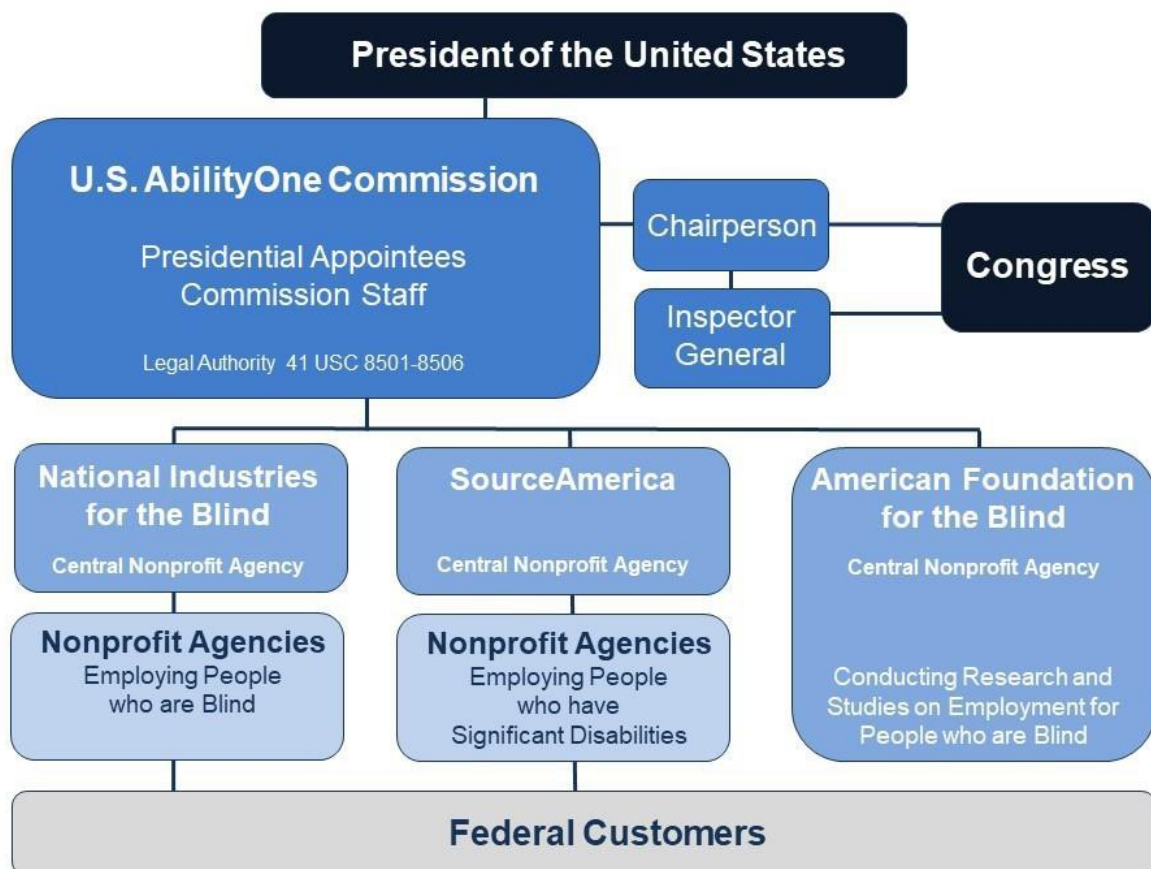 President of the United States
U.S. AbilityOne Commission
Presidential Appointees
Commission Staff
Legal Authority 41 USC 8501-8506
Chairperson
Inspector
General
Congress
National Industries
for the Blind
Central Nonprofit Agency
SourceAmerica
Central Nonprofit Agency
American Foundation
for the Blind
Central Nonprofit Agency
Conducting Research and
Studies on Employment for
People who are Blind
Nonprofit Agencies
Employing People
who are Blind
Nonprofit Agencies
Employing People
who have
Significant Disabilities
Federal Customers